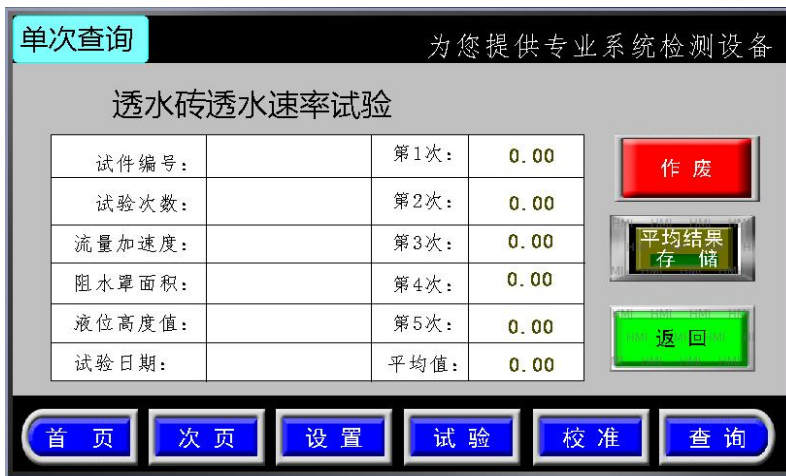 单次查询
为您提供专业系统检测设备
透水砖透水速率试验
试件编号: 第1次: 0.00
试验次数: 第2次: 0.00
流量加速度: 第3次: 0.00
阻水罩面积: 第4次: 0.00
液位高度值: 第5次: 0.00
试验日期: 平均值: 0.00
作废
平均结果
存储
返回
首页 次页 设置 试验 校准 查询